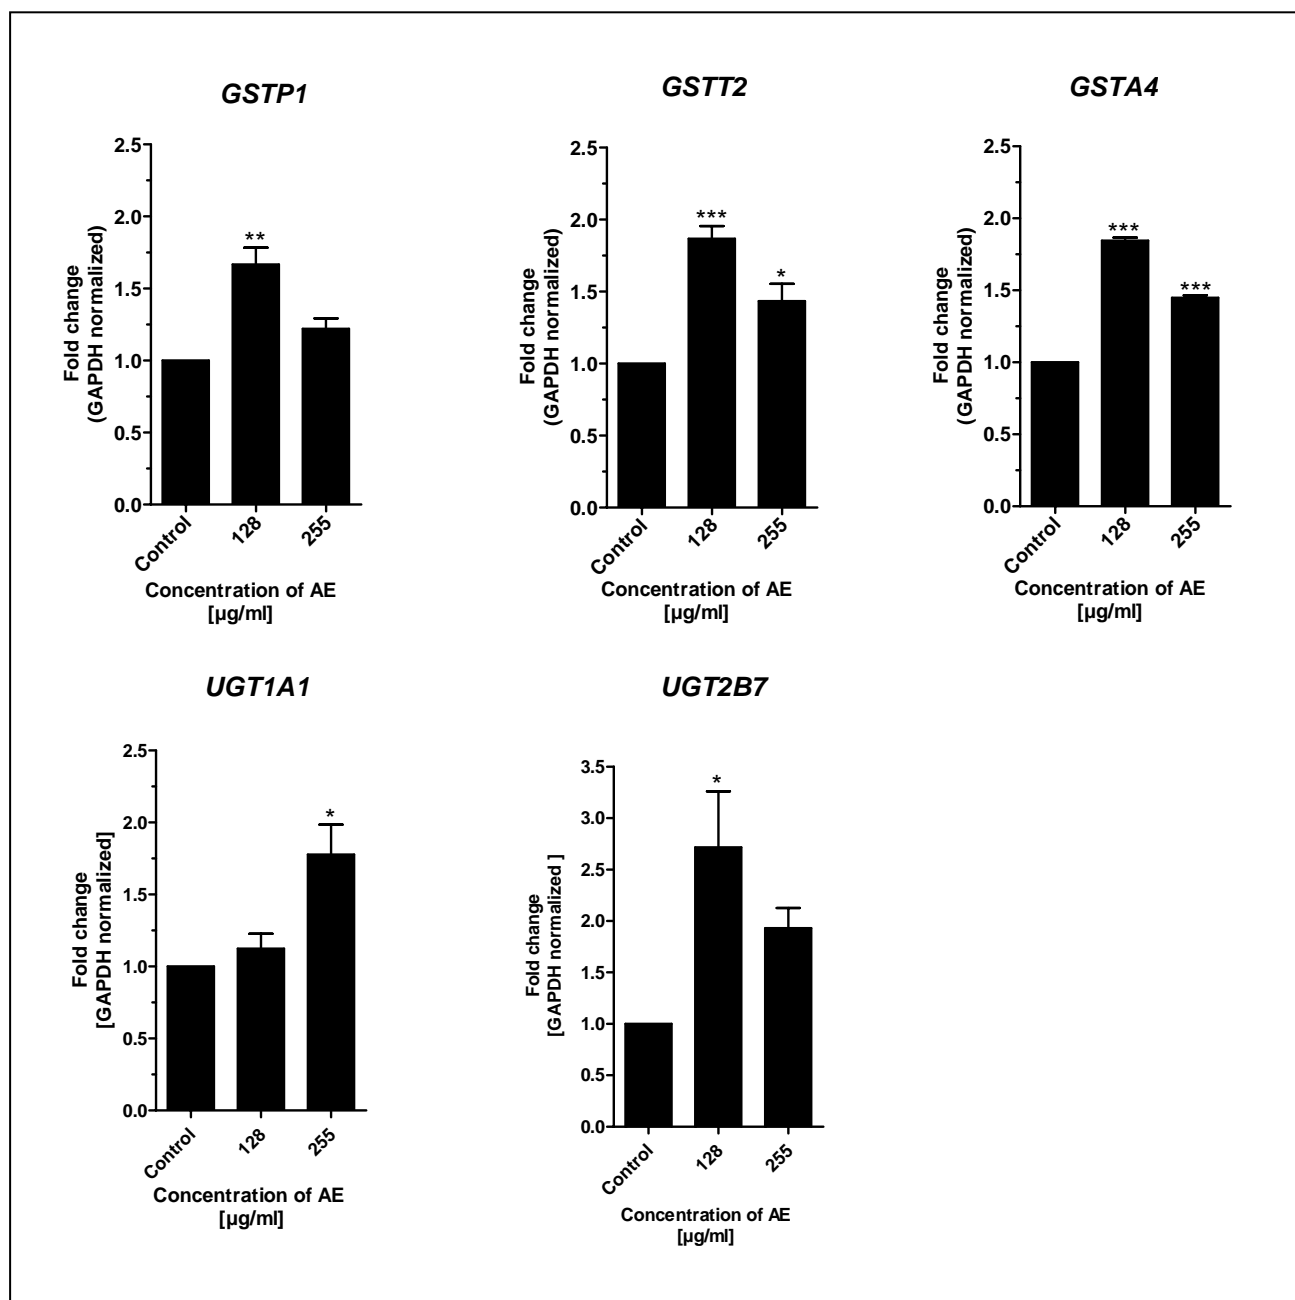 GSTP1
2.5
2.0
1.5
1.0
0.5
0.0
Fold change
(GAPDH normalized)
**
Control
128
255
Concentration of AE
[µg/ml]
GSTT2
2.5
2.0
1.5
1.0
0.5
0.0
Fold change
(GAPDH normalized)
***
*
Control
128
255
Concentration of AE
[µg/ml]
GSTA4
2.5
2.0
1.5
1.0
0.5
0.0
Fold change
(GAPDH normalized)
***
***
Control
128
255
Concentration of AE
[µg/ml]
UGT1A1
2.5
2.0
1.5
1.0
0.5
0.0
Fold change
[GAPDH normalized]
*
Control
128
255
Concentration of AE
[µg/ml]
UGT2B7
3.5
3.0
2.5
2.0
1.5
1.0
0.5
0.0
Fold change
[GAPDH normalized ]
*
Control
128
255
Concentration of AE
[µg/ml]